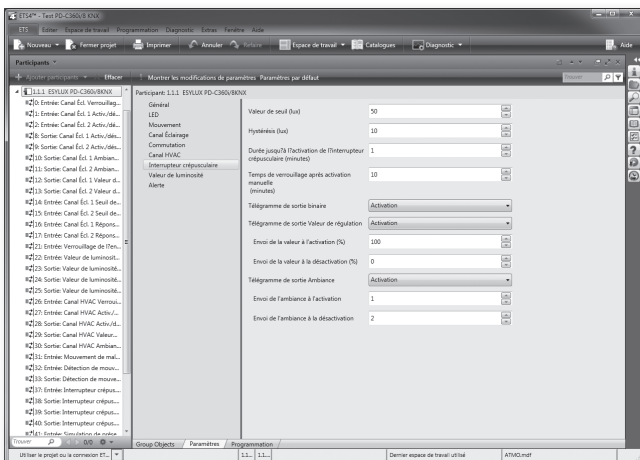 ETS4™ - Test PD-C360i/8 KNX
ETS Editer Espace de travail Programmation Diagnostic Extras Fenetre Aide
Nouveau Fermer projet Imprimer Annuler Refaire Espace de travail Catalogues Diagnostic Aide
Participants
Ajouter participants Effacer Montrer les modifications de paramètres Paramètres par défaut Trouver
1.1.1 ESYLUX PD-C360i/8KNX
0: Entrée: Canal Écl. Verrouillag...
1: Entrée: Canal Écl. 1 Activ./dé...
2: Entrée: Canal Écl. 2 Activ./dé...
8: Sortie: Canal Écl. 1 Activ./dés...
9: Sortie: Canal Écl. 2 Activ./dés...
10: Sortie: Canal Écl. 1 Ambian...
11: Sortie: Canal Écl. 2 Ambian...
12: Sortie: Canal Écl. 1 Valeur d...
13: Sortie: Canal Écl. 2 Valeur d...
14: Entrée: Canal Écl. 1 Seuil de...
15: Entrée: Canal Écl. 2 Seuil de...
16: Entrée: Canal Écl. 1 Répons...
17: Entrée: Canal Écl. 2 Répons...
21: Entrée: Verrouillage de l?en...
22: Entrée: Valeur de luminosit...
23: Sortie: Valeur de luminosité...
24: Sortie: Valeur de luminosité...
25: Sortie: Valeur de luminosité...
26: Entrée: Canal HVAC Verroui...
27: Entrée: Canal HVAC Activ./...
28: Sortie: Canal HVAC Activ./d...
29: Sortie: Canal HVAC Valeur...
30: Sortie: Canal HVAC Ambian...
31: Entrée: Mouvement de maî...
32: Entrée: Détection de mouv...
33: Sortie: Détection de mouve...
37: Entrée: Interrupteur crépus...
38: Sortie: Interrupteur crépus...
39: Sortie: Interrupteur crépus...
40: Sortie: Interrupteur crépus...
41: Entrée: Simulation de prése...
Trouver 0/0
Participant: 1.1.1 ESYLUX PD-C360i/8KNX
Général
LED
Mouvement
Canal Éclairage
Commutation
Canal HVAC
Interrupteur crépusculaire
Valeur de luminosité
Alerte
Valeur de seuil (lux) 50
Hystérésis (lux) 10
Durée jusqu?à l?activation de l?interrupteur 1
crépusculaire (minutes)
Temps de verrouillage après activation 10
manuelle
(minutes)
Télégramme de sortie binaire Activation
Télégramme de sortie Valeur de régulation Activation
Envoi de la valeur à l'activation (%) 100
Envoi de la valeur à la désactivation (%) 0
Télégramme de sortie Ambiance Activation
Envoi de l'ambiance à l'activation 1
Envoi de l'ambiance à la désactivation 2
Group Objects Paramètres Programmation
Utiliser le projet ou la connexion ET... 1.1... 1.1... Dernier espace de travail utilisé ATMO.mdf